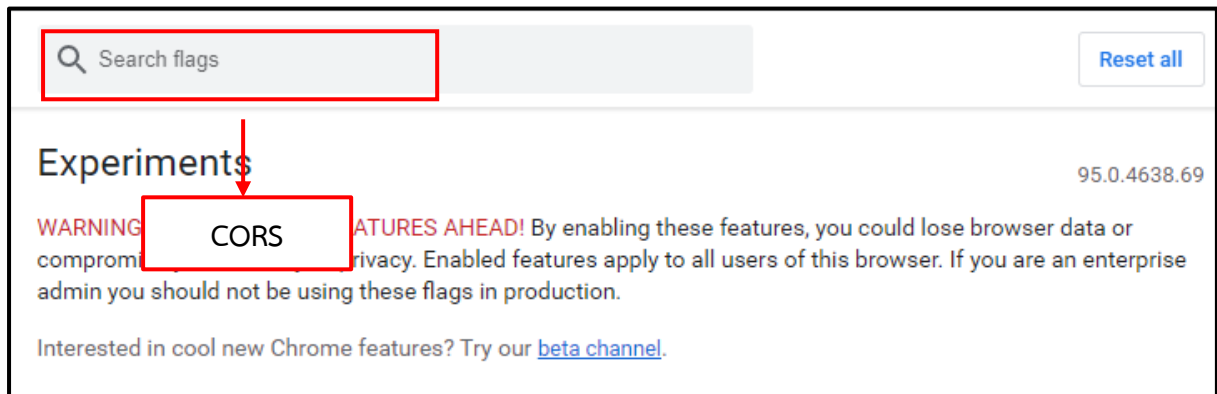 Search flags
Reset all
Experiments
95.0.4638.69
WARNING ATURES AHEAD! By enabling these features, you could lose browser data or
CORS
compromi rivacy. Enabled features apply to all users of this browser. If you are an enterprise
admin you should not be using these flags in production.
Interested in cool new Chrome features? Try our beta channel.